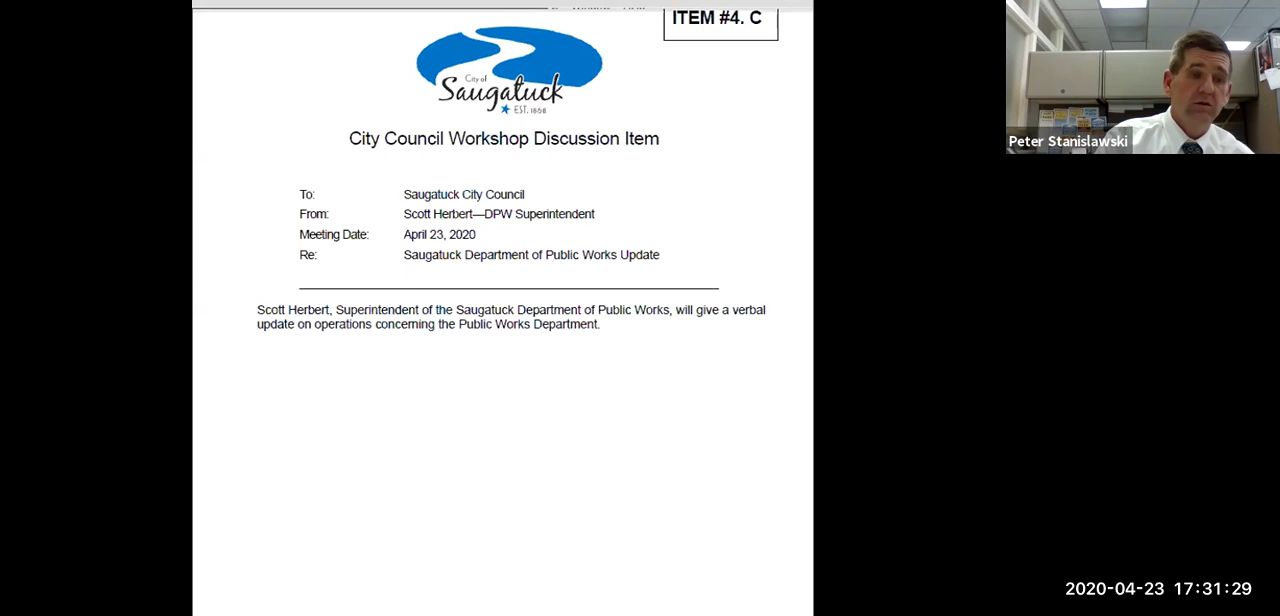 ITEM #4. C
City of
Saugatuck
EST. 1868
City Council Workshop Discussion Item
To: Saugatuck City Council
From: Scott Herbert—DPW Superintendent
Meeting Date: April 23, 2020
Re: Saugatuck Department of Public Works Update
Scott Herbert, Superintendent of the Saugatuck Department of Public Works, will give a verbal
update on operations concerning the Public Works Department.
Peter Stanislawski
2020-04-23 17:31:29